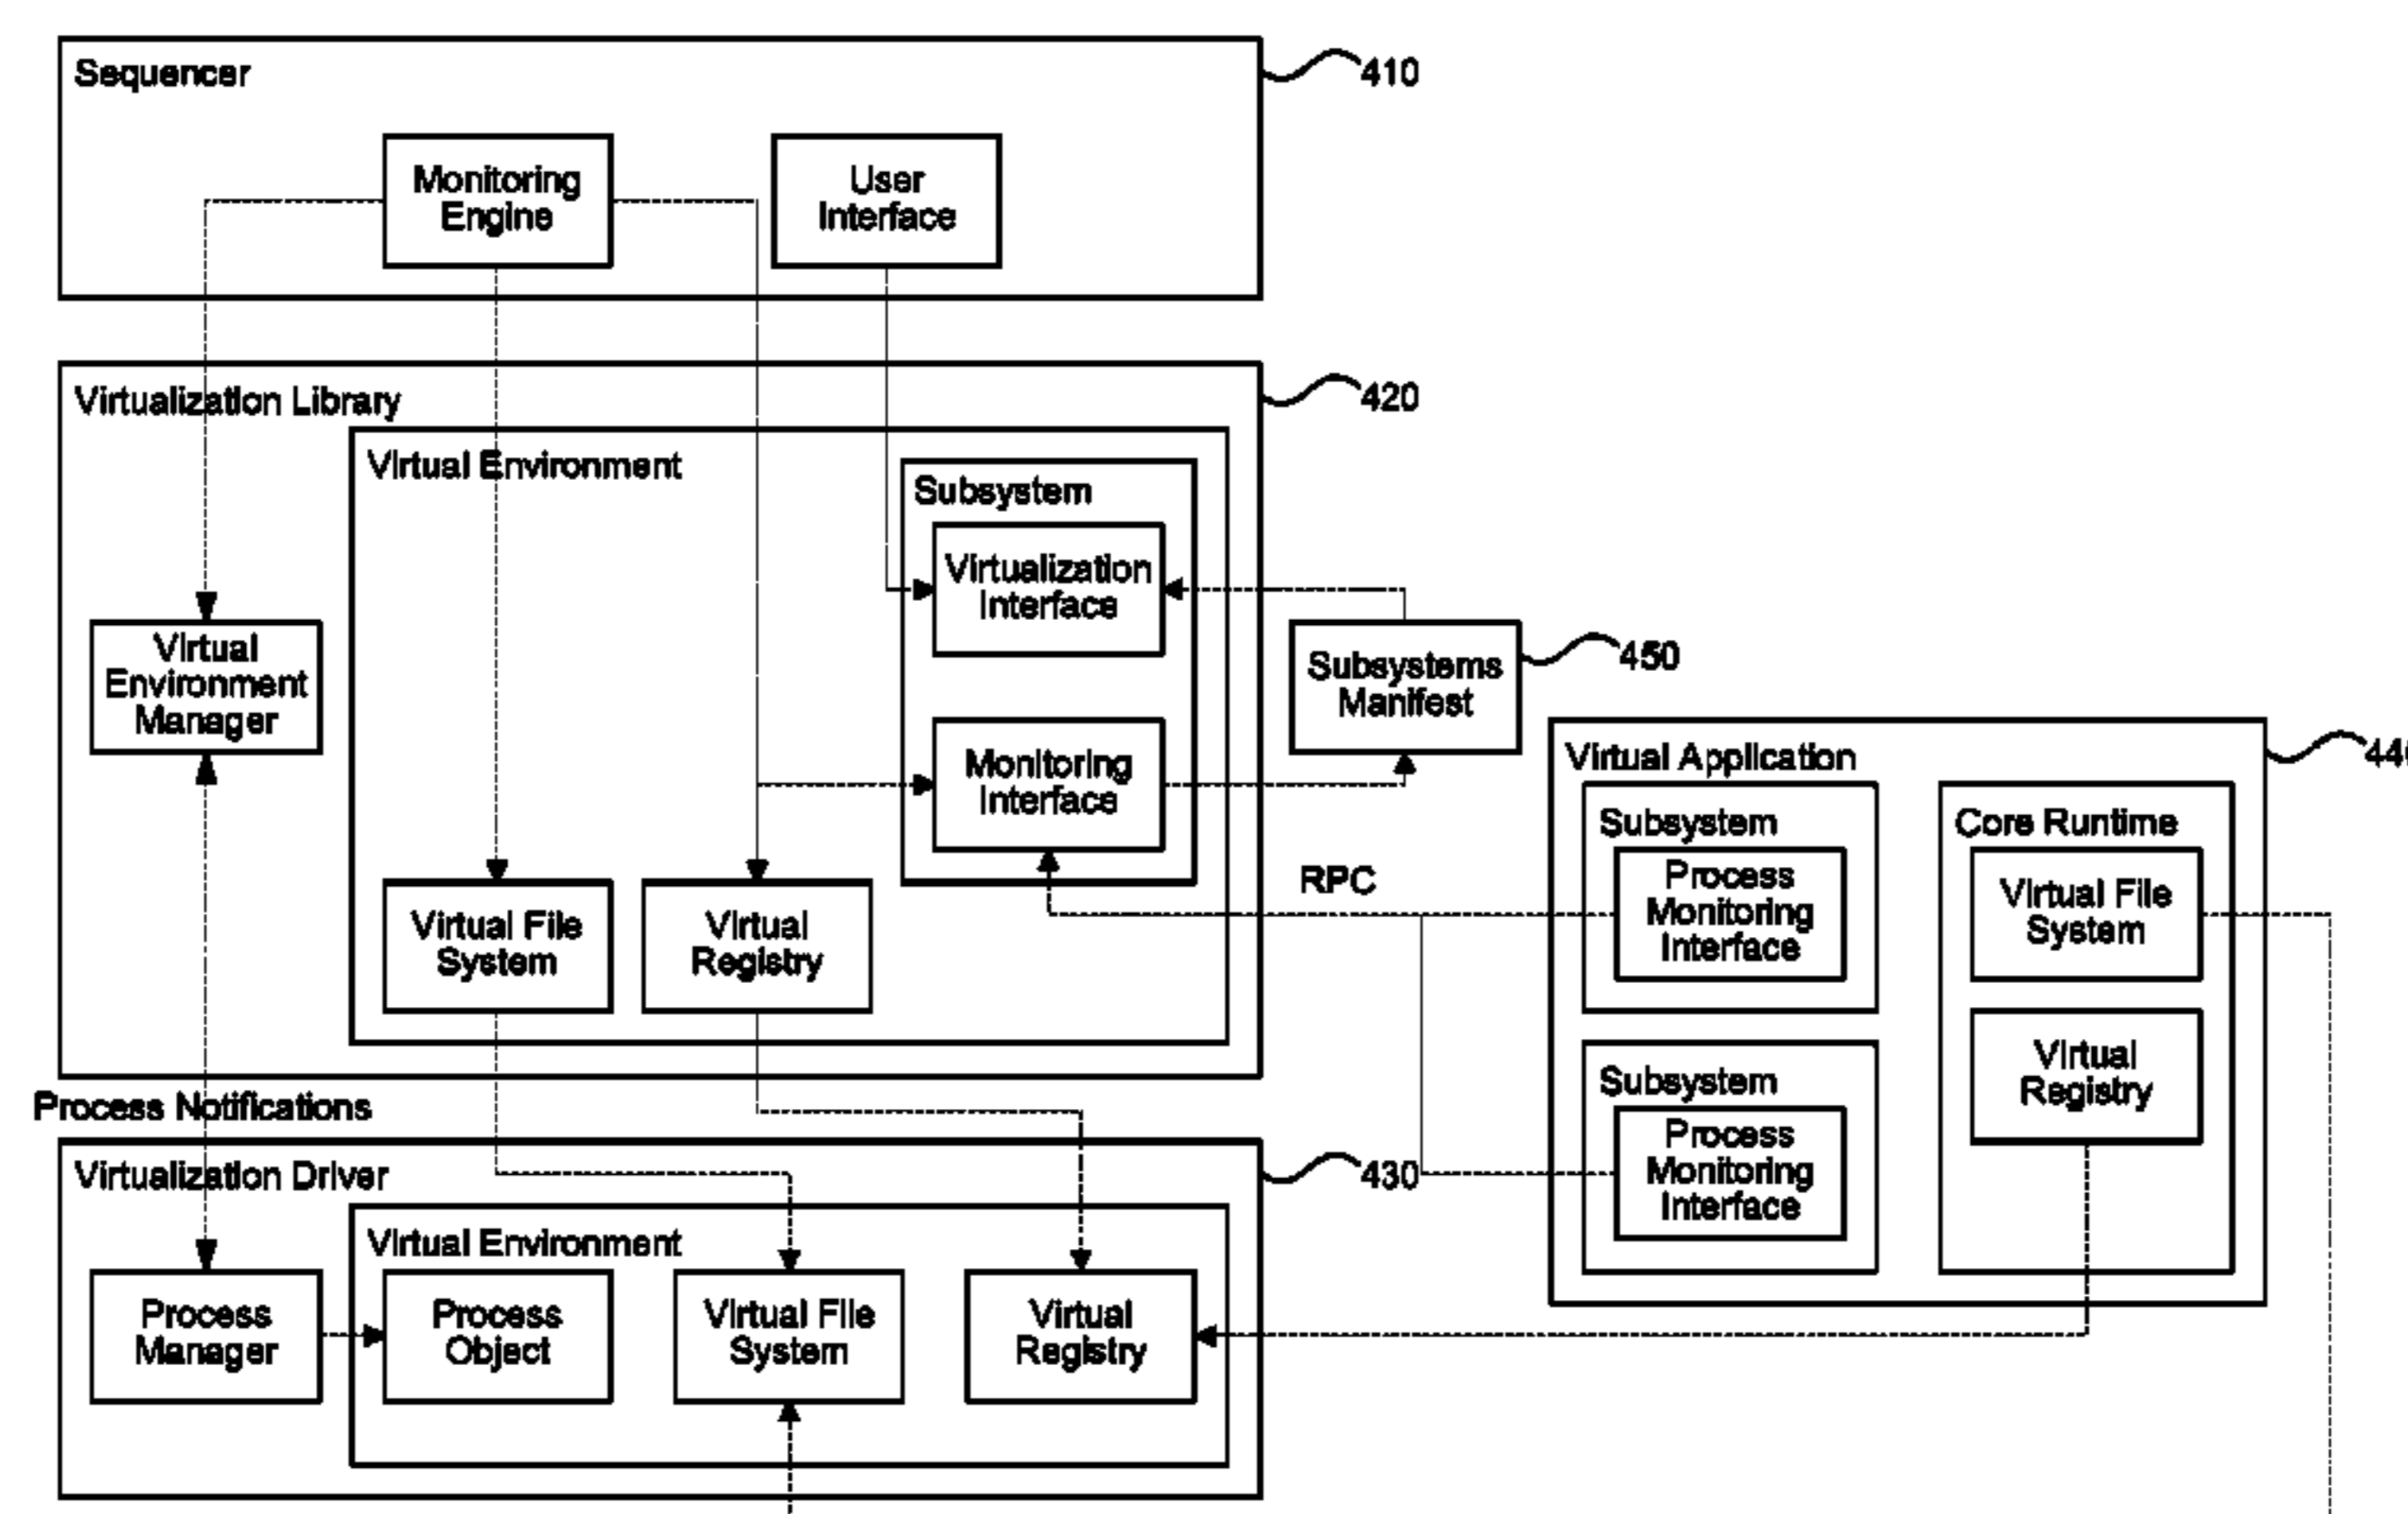 Sequencer
410
Monitoring
Engine
User
Interface
Virtualization Library
420
Virtual Environment
Subsystem
Virtualization
Interface
Virtual
Environment
Manager
Subsystems
Manifest
450
Monitoring
Interface
Virtual Application
Subsystem
Process
Monitoring
Interface
Core Runtime
Virtual File
System
RPC
Virtual File
System
Virtual
Registry
Virtual
Registry
Subsystem
Process
Monitoring
Interface
Process Notifications
Virtualization Driver
430
Virtual Environment
Process
Manager
Process
Object
Virtual File
System
Virtual
Registry